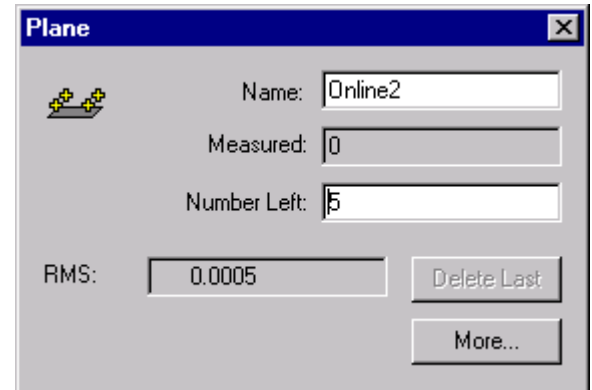 Plane
Name: Online2
Measured: 0
Number Left: 5
RMS: 0.0005
Delete Last
More...